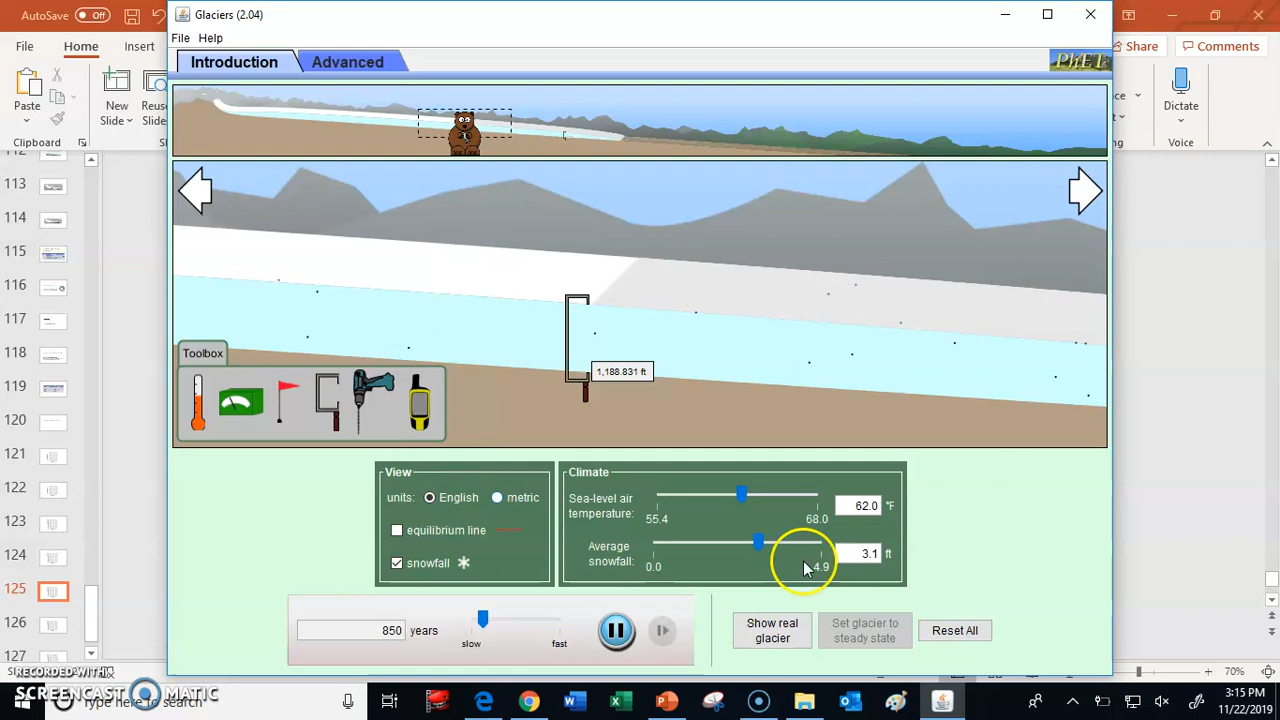 AutoSave Off
Glaciers (2.04)
File Home Insert
File Help
Share Comments
Introduction Advanced PhET
Paste New Slide Reuse
Dictate
Clipboard
Voice
113
114
115
116
117
118
119
120
121
122
123
124
125
126
127
1,188.831 ft
Toolbox
View
units: English metric
equilibrium line
snowfall
Climate
Sea-level air temperature:
55.4 68.0
62.0 °F
Average snowfall:
0.0 4.9
3.1 ft
850 years
slow fast
Show real glacier
Set glacier to steady state
Reset All
RECORDED WITH
SCREENCAST MATIC
here to search
70%
3:15 PM
11/22/2019